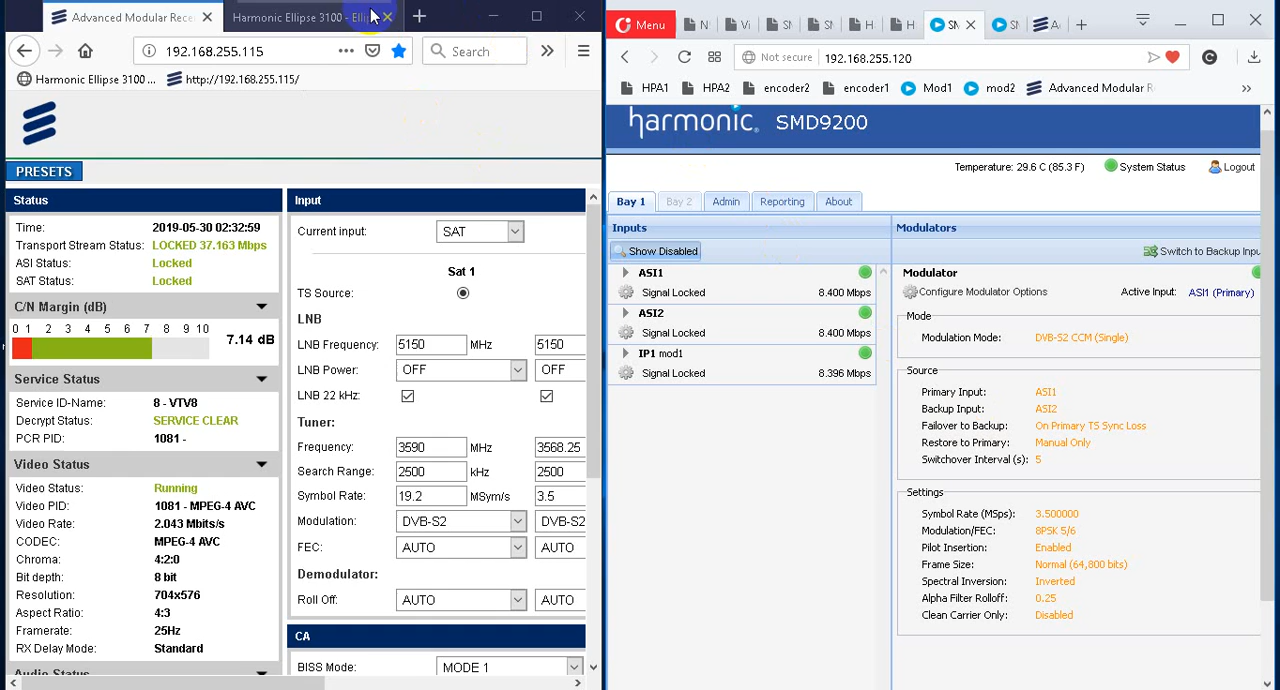 Advanced Modular Rece
Harmonic Ellipse 3100 - Ellip
192.168.255.115
Search
Harmonic Ellipse 3100 ...
http://192.168.255.115/
PRESETS
Status
Time: 2019-05-30 02:32:59
Transport Stream Status: LOCKED 37.163 Mbps
ASI Status: Locked
SAT Status: Locked
C/N Margin (dB)
0 1 2 3 4 5 6 7 8 9 10
7.14 dB
Service Status
Service ID-Name: 8 - VTV8
Decrypt Status: SERVICE CLEAR
PCR PID: 1081 -
Video Status
Video Status: Running
Video PID: 1081 - MPEG-4 AVC
Video Rate: 2.043 Mbits/s
CODEC: MPEG-4 AVC
Chroma: 4:2:0
Bit depth: 8 bit
Resolution: 704x576
Aspect Ratio: 4:3
Framerate: 25Hz
RX Delay Mode: Standard
Audio Status
Input
Current input: SAT
Sat 1
TS Source:
LNB
LNB Frequency: 5150 MHz 5150
LNB Power: OFF OFF
LNB 22 kHz:
Tuner:
Frequency: 3590 MHz 3568.25
Search Range: 2500 kHz 2500
Symbol Rate: 19.2 MSym/s 3.5
Modulation: DVB-S2 DVB-S2
FEC: AUTO AUTO
Demodulator:
Roll Off: AUTO AUTO
CA
BISS Mode: MODE 1
Menu
N
Vi
SM
SM
H
H
SM
SM
Ac
Not secure
192.168.255.120
HPA1
HPA2
encoder2
encoder1
Mod1
mod2
Advanced Modular Re
harmonic. SMD9200
Temperature: 29.6 C (85.3 F)
System Status
Logout
Bay 1
Bay 2
Admin
Reporting
About
Inputs
Show Disabled
ASI1
Signal Locked 8.400 Mbps
ASI2
Signal Locked 8.400 Mbps
IP1 mod1
Signal Locked 8.396 Mbps
Modulators
Switch to Backup Inpu
Modulator
Configure Modulator Options
Active Input: ASI1 (Primary)
Mode
Modulation Mode: DVB-S2 CCM (Single)
Source
Primary Input: ASI1
Backup Input: ASI2
Failover to Backup: On Primary TS Sync Loss
Restore to Primary: Manual Only
Switchover Interval (s): 5
Settings
Symbol Rate (MSps): 3.500000
Modulation/FEC: 8PSK 5/6
Pilot Insertion: Enabled
Frame Size: Normal (64,800 bits)
Spectral Inversion: Inverted
Alpha Filter Rolloff: 0.25
Clean Carrier Only: Disabled